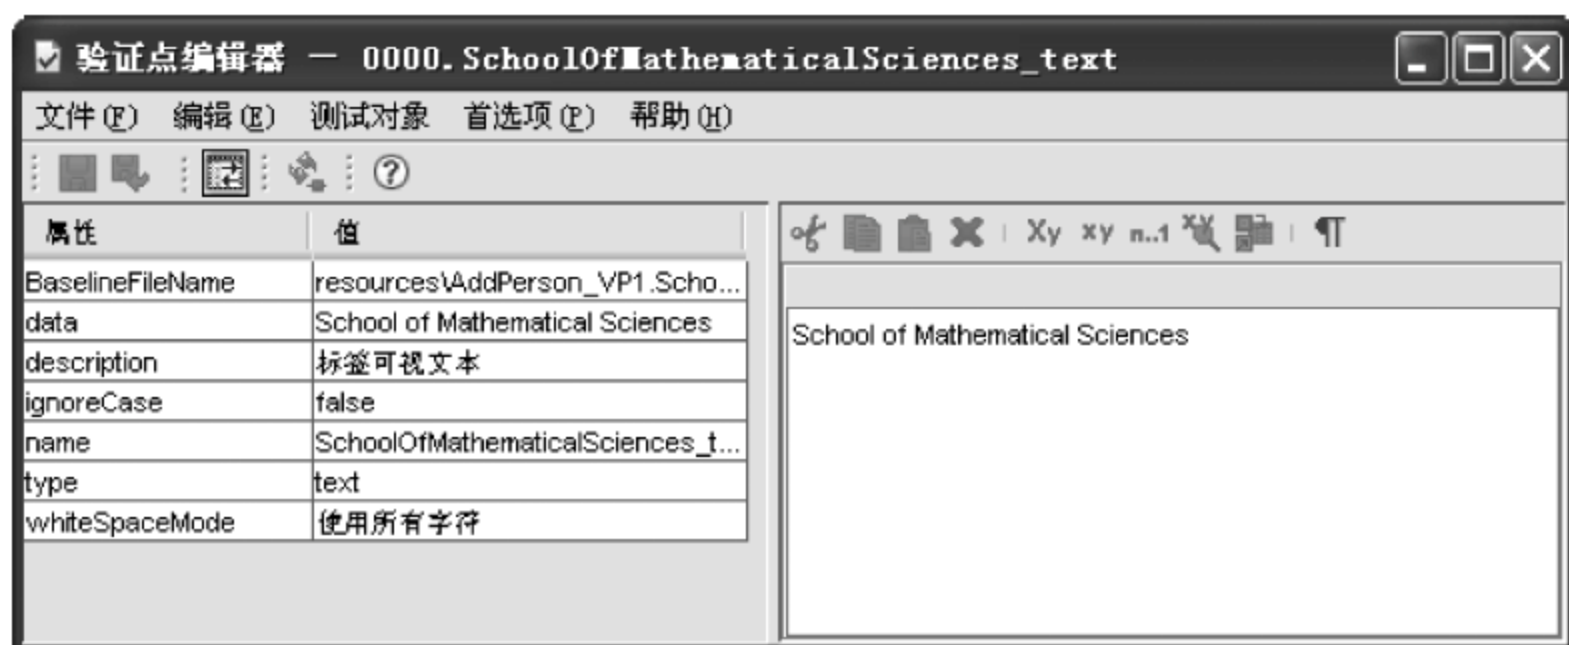 验证点编辑器 — 0000.SchoolOfMathematicalSciences_text
文件(F) 编辑(E) 测试对象 首选项(P) 帮助(H)
属性 值
Xy xy n..1
BaselineFileName resources\AddPerson_VP1.Scho...
data School of Mathematical Sciences
description 标签可视文本
ignoreCase false
name SchoolOfMathematicalSciences_t...
type text
whiteSpaceMode 使用所有字符
School of Mathematical Sciences